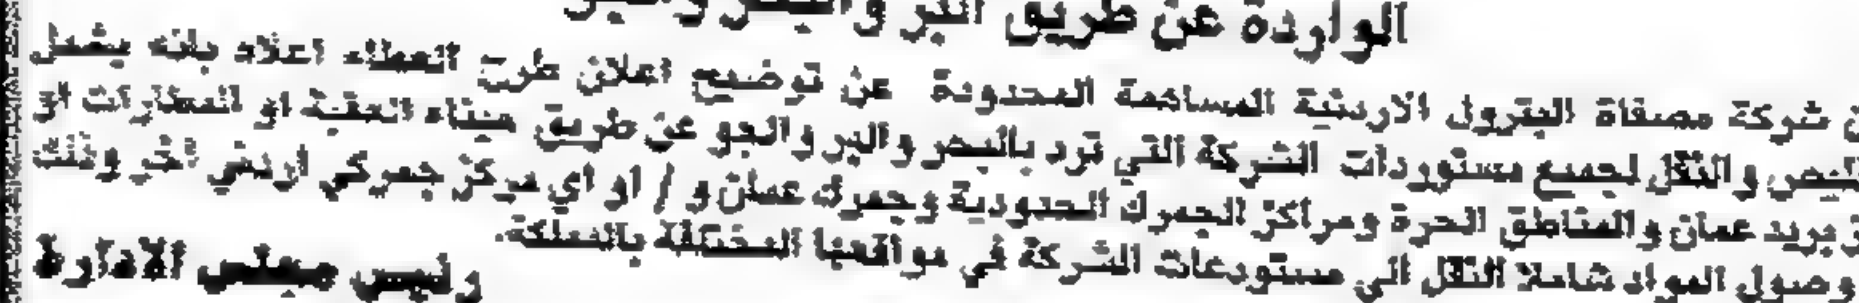 الواردة عن طريق البر والبحر والجو
شركة مصفاة البترول الاردنية المساهمة المحدودة عن توضيح اعلان طرح العطاء اعلاه بانه يشمل
والنقل لجميع مستوردات الشركة التي ترد بالبحر والبر والجو عن طريق ميناء العقبة او المطارات او
بريد عمان والمناطق الحرة ومراكز الجمرك الحدودية وجمرك عمان و / او اي مركز جمركي اردني آخر وذلك
وصول المواد شاملا النقل الى مستودعات الشركة في مواقعها المختلفة بالمملكة.
رئيس مجلس الادارة